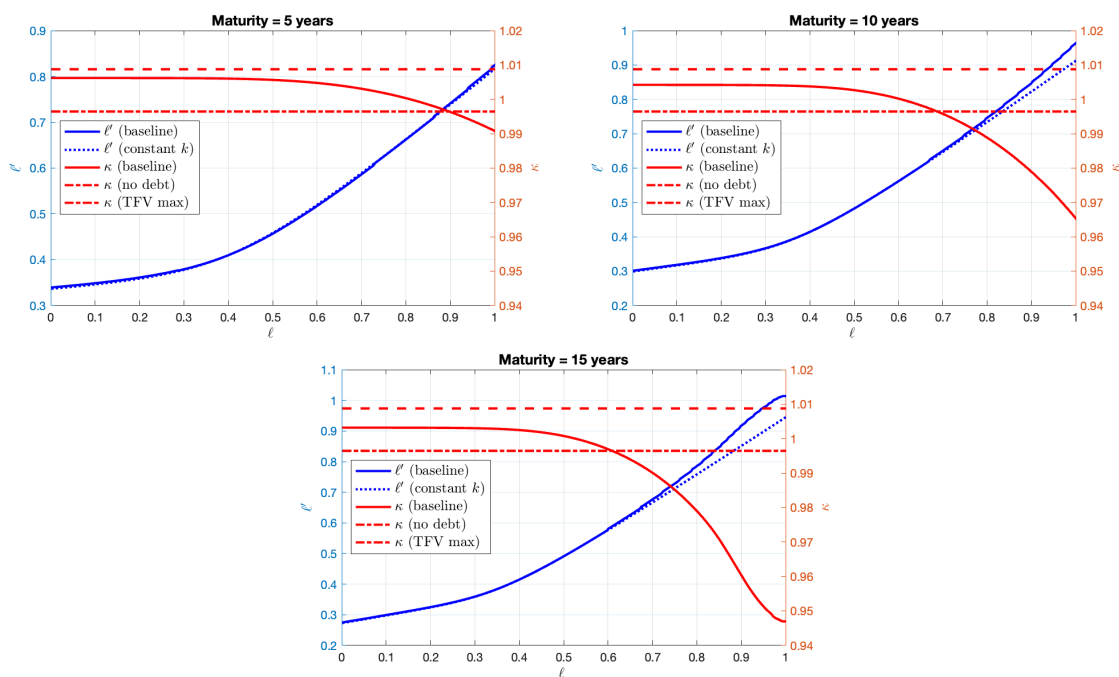 Maturity = 5 years
0.9
0.8
0.7
0.6
0.5
0.4
0.3
ℓ′
1.02
1.01
1
0.99
0.98
0.97
0.96
0.95
0.94
κ
ℓ′ (baseline)
ℓ′ (constant k)
κ (baseline)
κ (no debt)
κ (TFV max)
0 0.1 0.2 0.3 0.4 0.5 0.6 0.7 0.8 0.9 1
ℓ
Maturity = 10 years
1
0.9
0.8
0.7
0.6
0.5
0.4
0.3
0.2
ℓ′
1.02
1.01
1
0.99
0.98
0.97
0.96
0.95
0.94
κ
ℓ′ (baseline)
ℓ′ (constant k)
κ (baseline)
κ (no debt)
κ (TFV max)
0 0.1 0.2 0.3 0.4 0.5 0.6 0.7 0.8 0.9 1
ℓ
Maturity = 15 years
1.1
1
0.9
0.8
0.7
0.6
0.5
0.4
0.3
0.2
ℓ′
1.02
1.01
1
0.99
0.98
0.97
0.96
0.95
0.94
κ
ℓ′ (baseline)
ℓ′ (constant k)
κ (baseline)
κ (no debt)
κ (TFV max)
0 0.1 0.2 0.3 0.4 0.5 0.6 0.7 0.8 0.9 1
ℓ